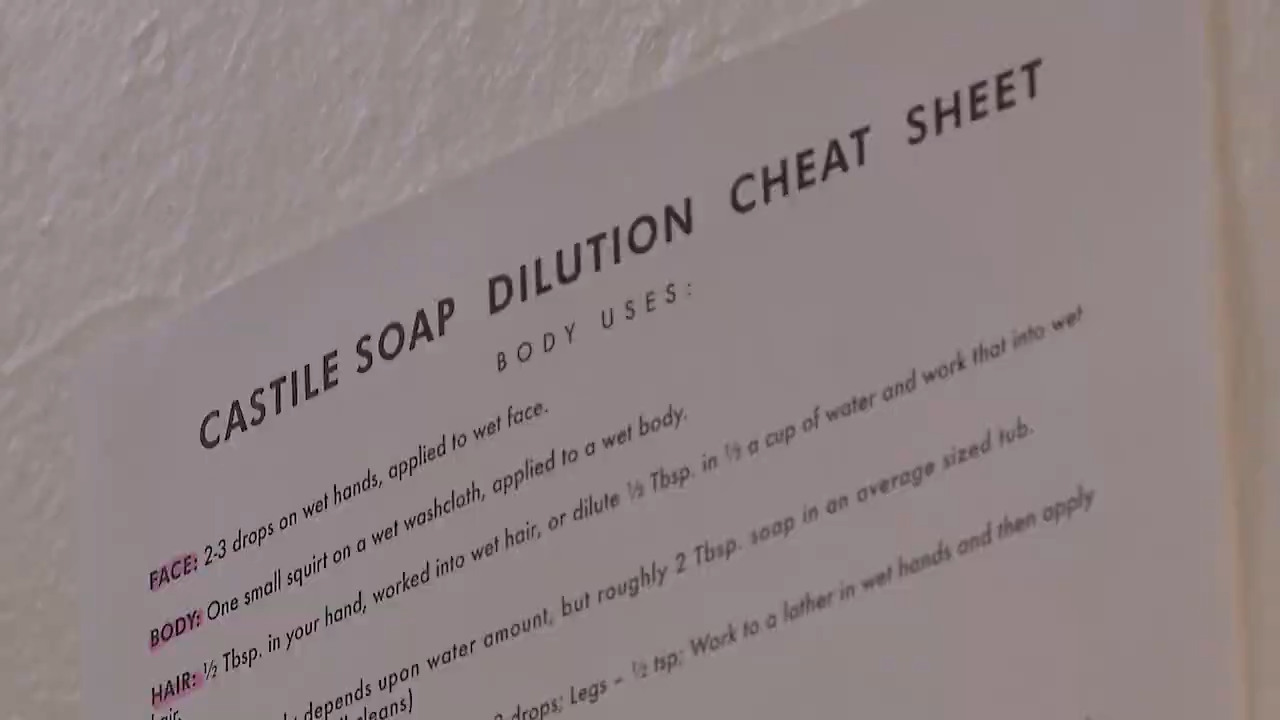 CASTILE SOAP DILUTION CHEAT SHEET
BODY USES:
FACE: 2-3 drops on wet hands, applied to wet face.
BODY: One small squirt on a wet washcloth, applied to a wet body.
HAIR: ½ Tbsp. in your hand, worked into wet hair, or dilute ½ Tbsp. in ½ a cup of water and work that into wet
hair.
depends upon water amount, but roughly 2 Tbsp. soap in an average sized tub.
drops; Legs – ½ tsp; Work to a lather in wet hands and then apply